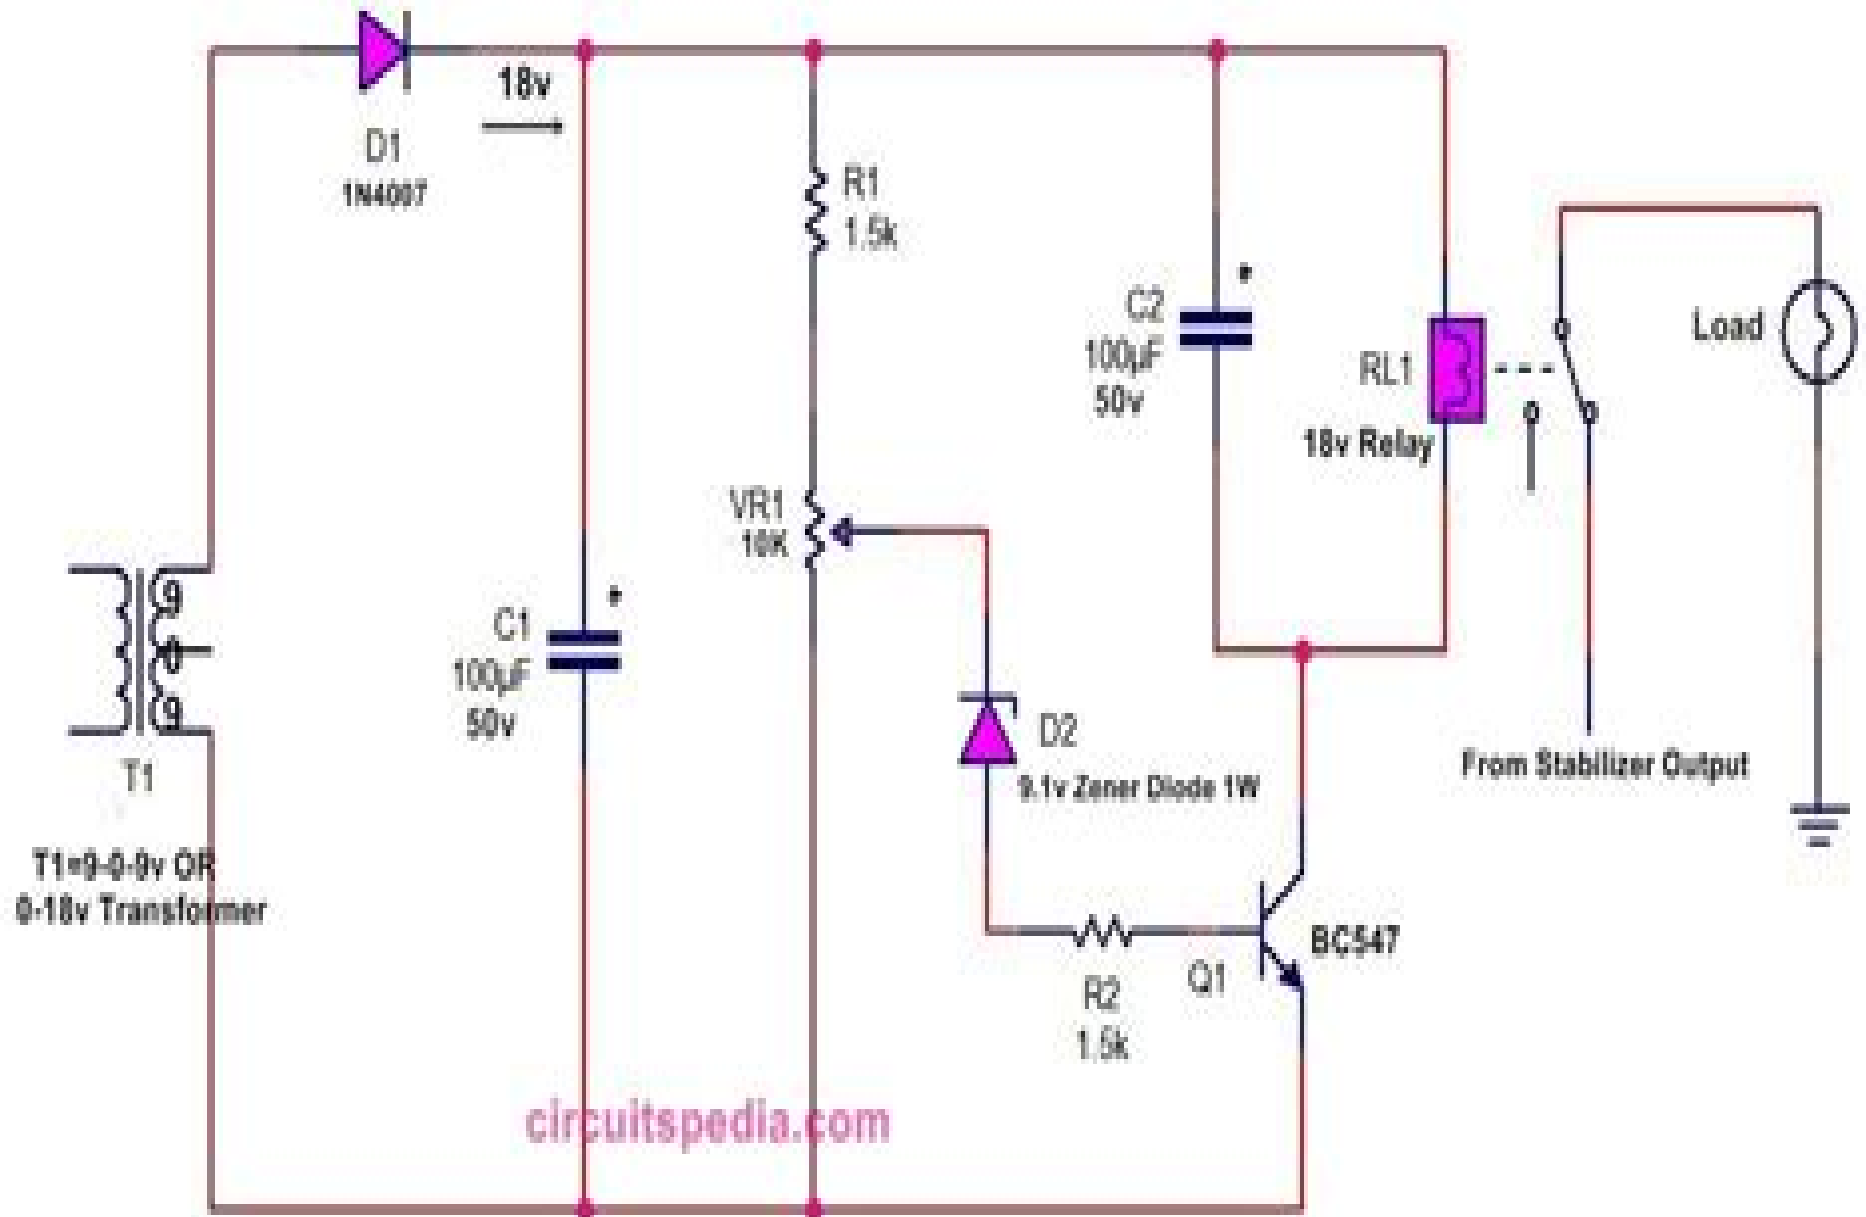 18v
D1
1N4007
R1
1.5k
C2
100µF
50v
RL1
18v Relay
Load
VR1
10K
9
0
9
T1
C1
100µF
50v
D2
9.1v Zener Diode 1W
From Stabilizer Output
T1=9-0-9v OR
0-18v Transformer
BC547
Q1
R2
1.5k
circuitspedia.com